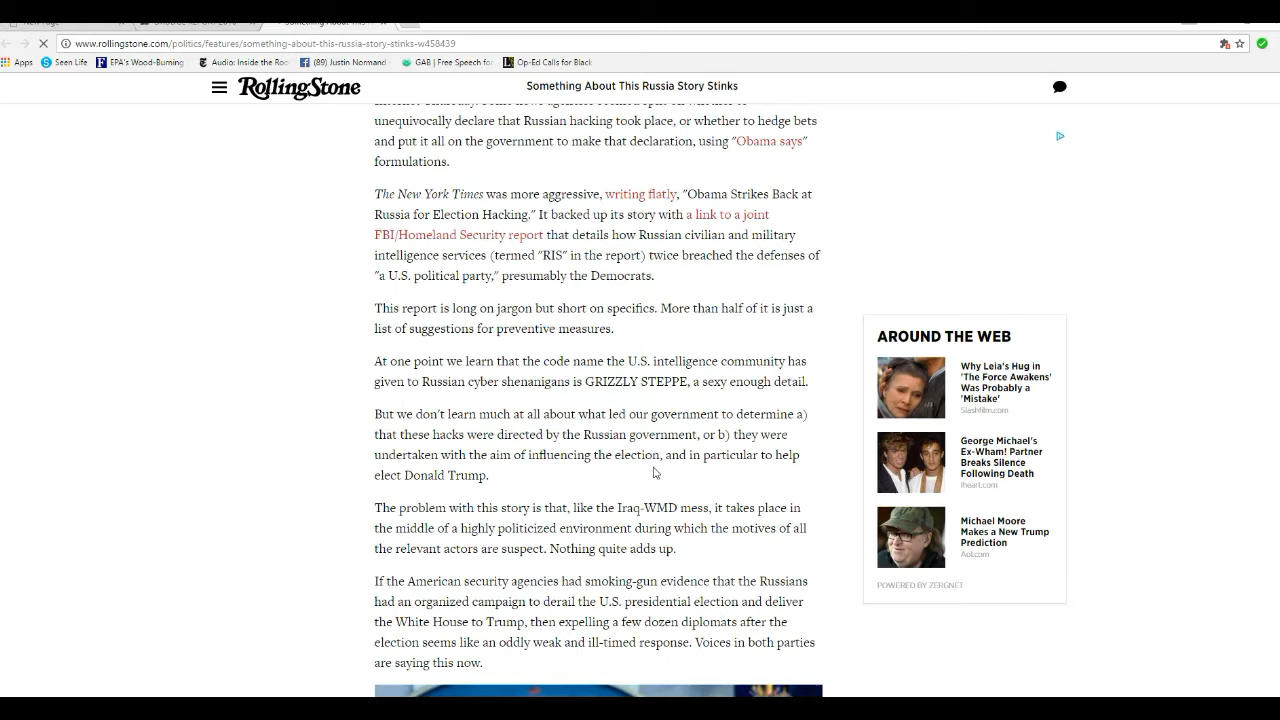 www.rollingstone.com/politics/features/something-about-this-russia-story-stinks-w458439
Apps Seen Life EPA's Wood-Burning Audio: Inside the Roo (89) Justin Normand GAB | Free Speech fo Op-Ed Calls for Black
RollingStone
Something About This Russia Story Stinks
unequivocally declare that Russian hacking took place, or whether to hedge bets
and put it all on the government to make that declaration, using "Obama says"
formulations.
The New York Times was more aggressive, writing flatly, "Obama Strikes Back at
Russia for Election Hacking." It backed up its story with a link to a joint
FBI/Homeland Security report that details how Russian civilian and military
intelligence services (termed "RIS" in the report) twice breached the defenses of
"a U.S. political party," presumably the Democrats.
This report is long on jargon but short on specifics. More than half of it is just a
list of suggestions for preventive measures.
At one point we learn that the code name the U.S. intelligence community has
given to Russian cyber shenanigans is GRIZZLY STEPPE, a sexy enough detail.
But we don't learn much at all about what led our government to determine a)
that these hacks were directed by the Russian government, or b) they were
undertaken with the aim of influencing the election, and in particular to help
elect Donald Trump.
The problem with this story is that, like the Iraq-WMD mess, it takes place in
the middle of a highly politicized environment during which the motives of all
the relevant actors are suspect. Nothing quite adds up.
If the American security agencies had smoking-gun evidence that the Russians
had an organized campaign to derail the U.S. presidential election and deliver
the White House to Trump, then expelling a few dozen diplomats after the
election seems like an oddly weak and ill-timed response. Voices in both parties
are saying this now.
AROUND THE WEB
Why Leia's Hug in
'The Force Awakens'
Was Probably a
'Mistake'
Slashfilm.com
George Michael's
Ex-Wham! Partner
Breaks Silence
Following Death
Iheart.com
Michael Moore
Makes a New Trump
Prediction
Aol.com
POWERED BY ZERGNET